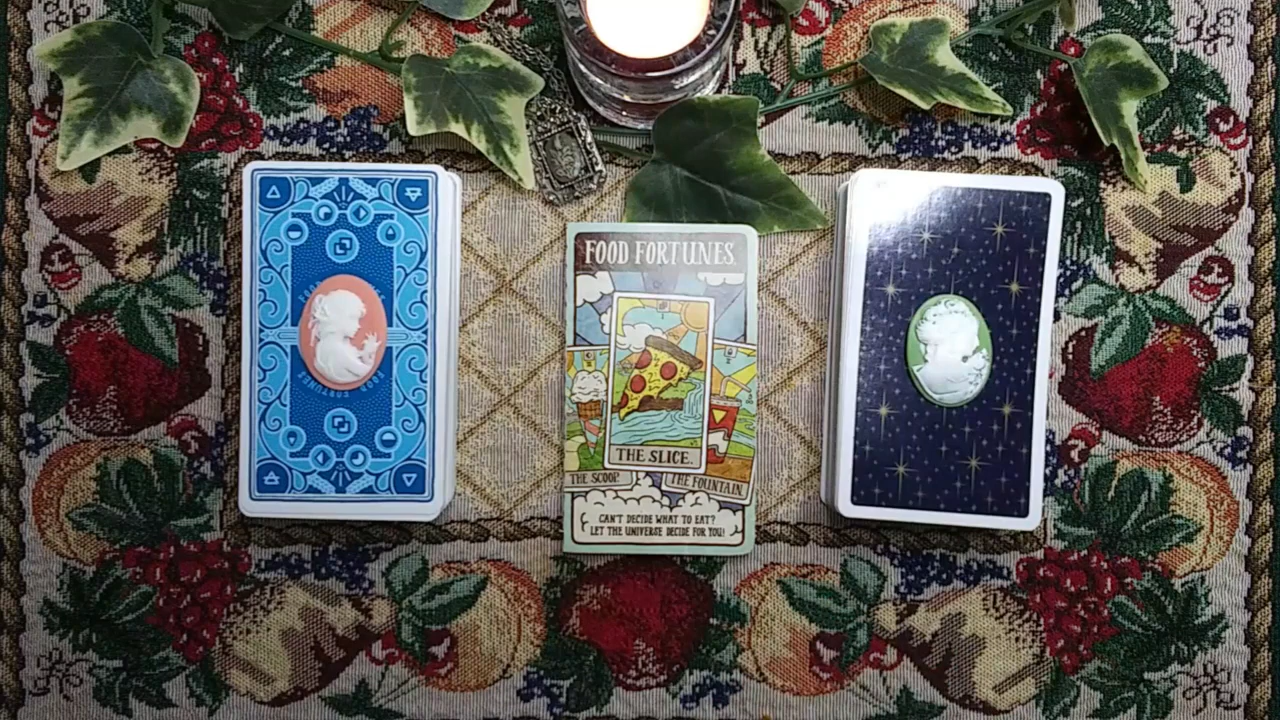 FOOD FORTUNES.
THE SLICE.
THE SCOOP
THE FOUNTAIN
CAN'T DECIDE WHAT TO EAT?
LET THE UNIVERSE DECIDE FOR YOU!